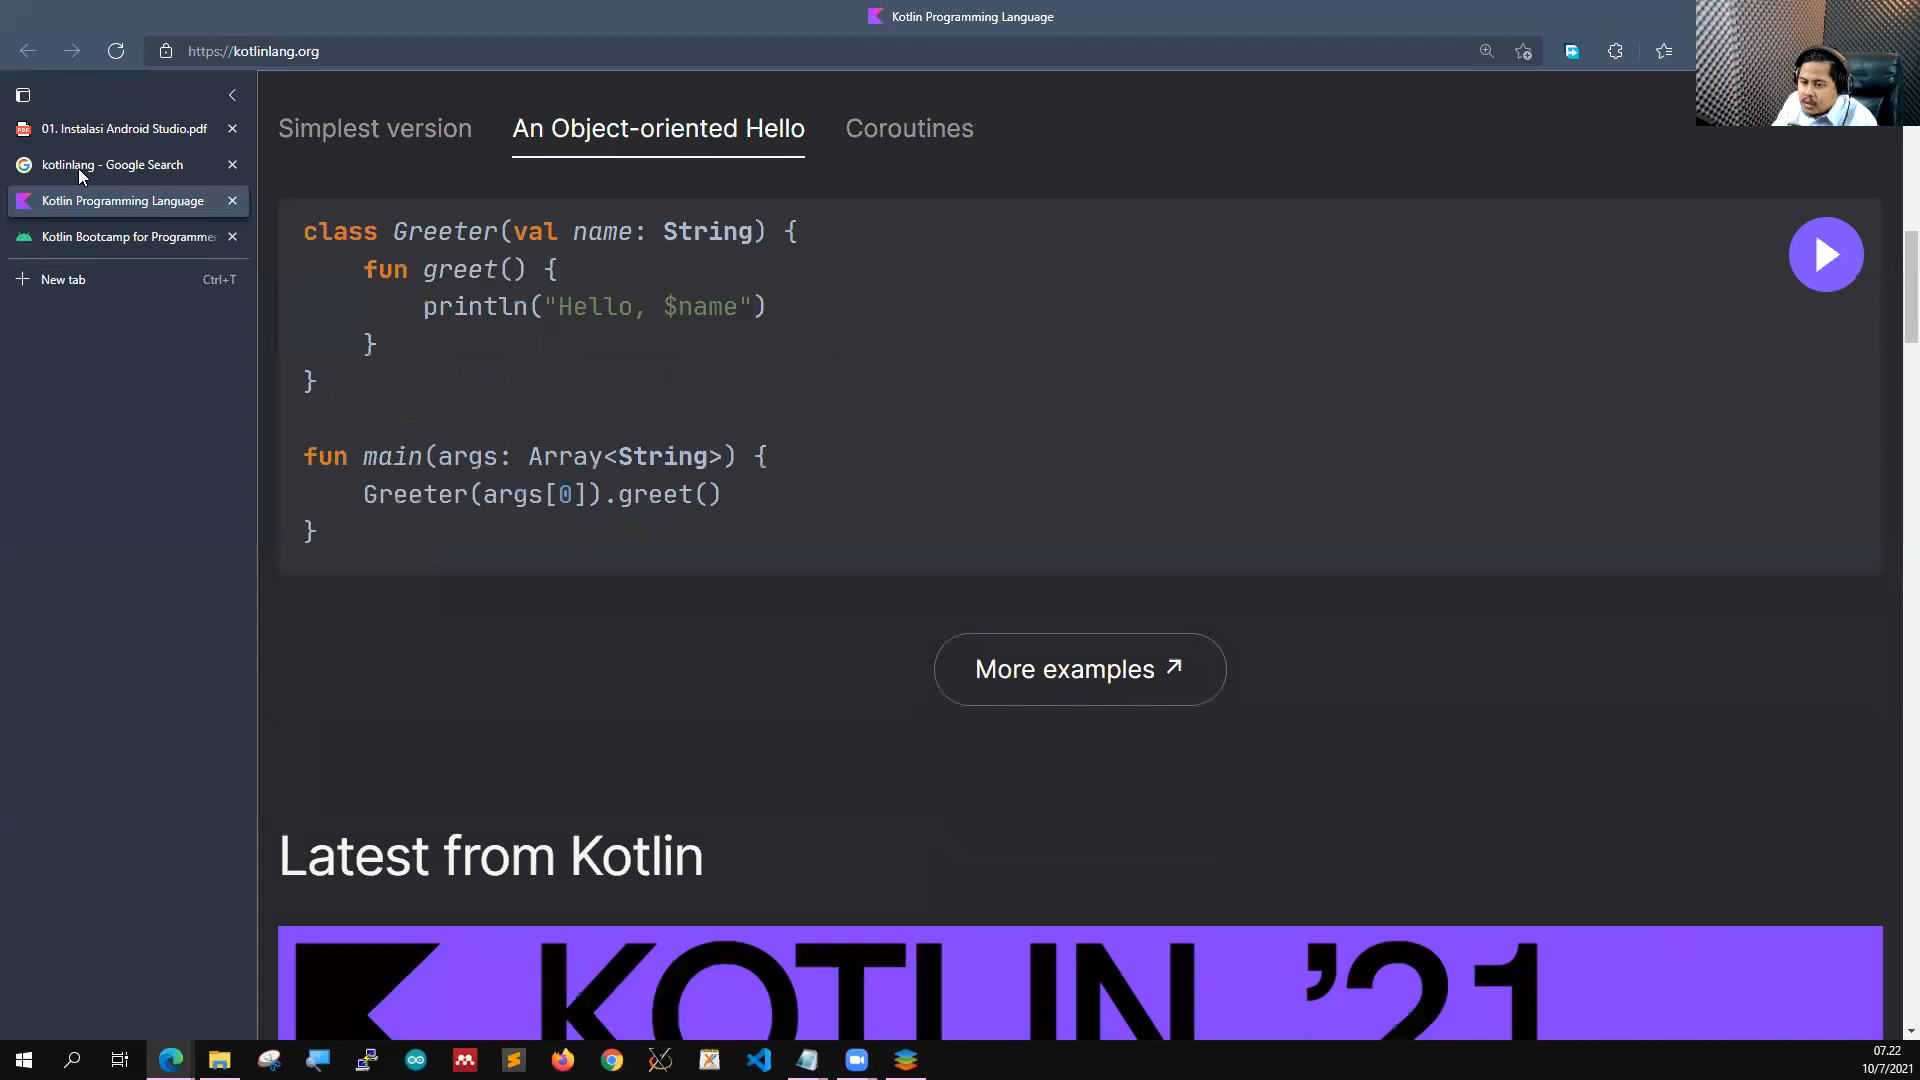 Kotlin Programming Language
https://kotlinlang.org
01. Instalasi Android Studio.pdf
kotlinlang - Google Search
Kotlin Programming Language
Kotlin Bootcamp for Programmer
New tab Ctrl+T
Simplest version An Object-oriented Hello Coroutines
class Greeter(val name: String) {
fun greet() {
println("Hello, $name")
}
}
fun main(args: Array<String>) {
Greeter(args[0]).greet()
}
More examples ↗
Latest from Kotlin
KOTLIN '21
07.22
10/7/2021